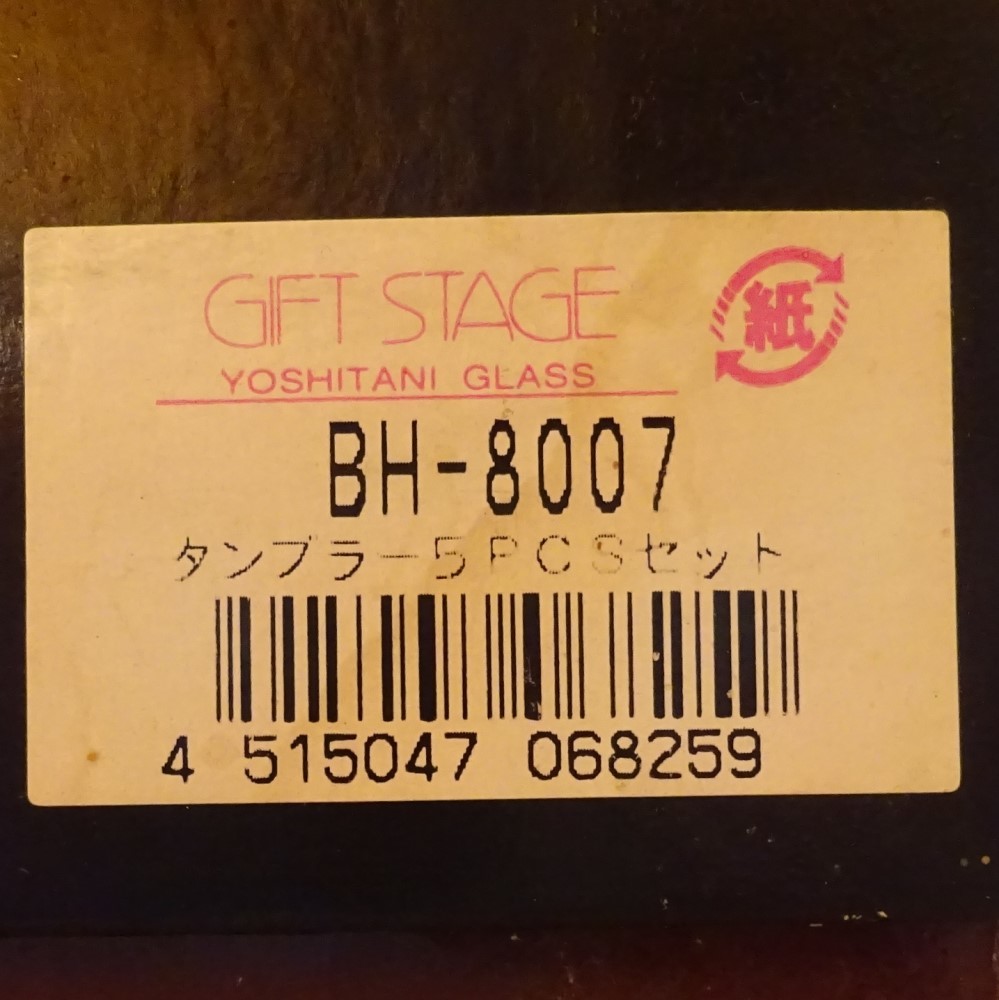 GIFT STAGE
紙
YOSHITANI GLASS
BH-8007
タンブラー5PCSセット
4 515047 068259